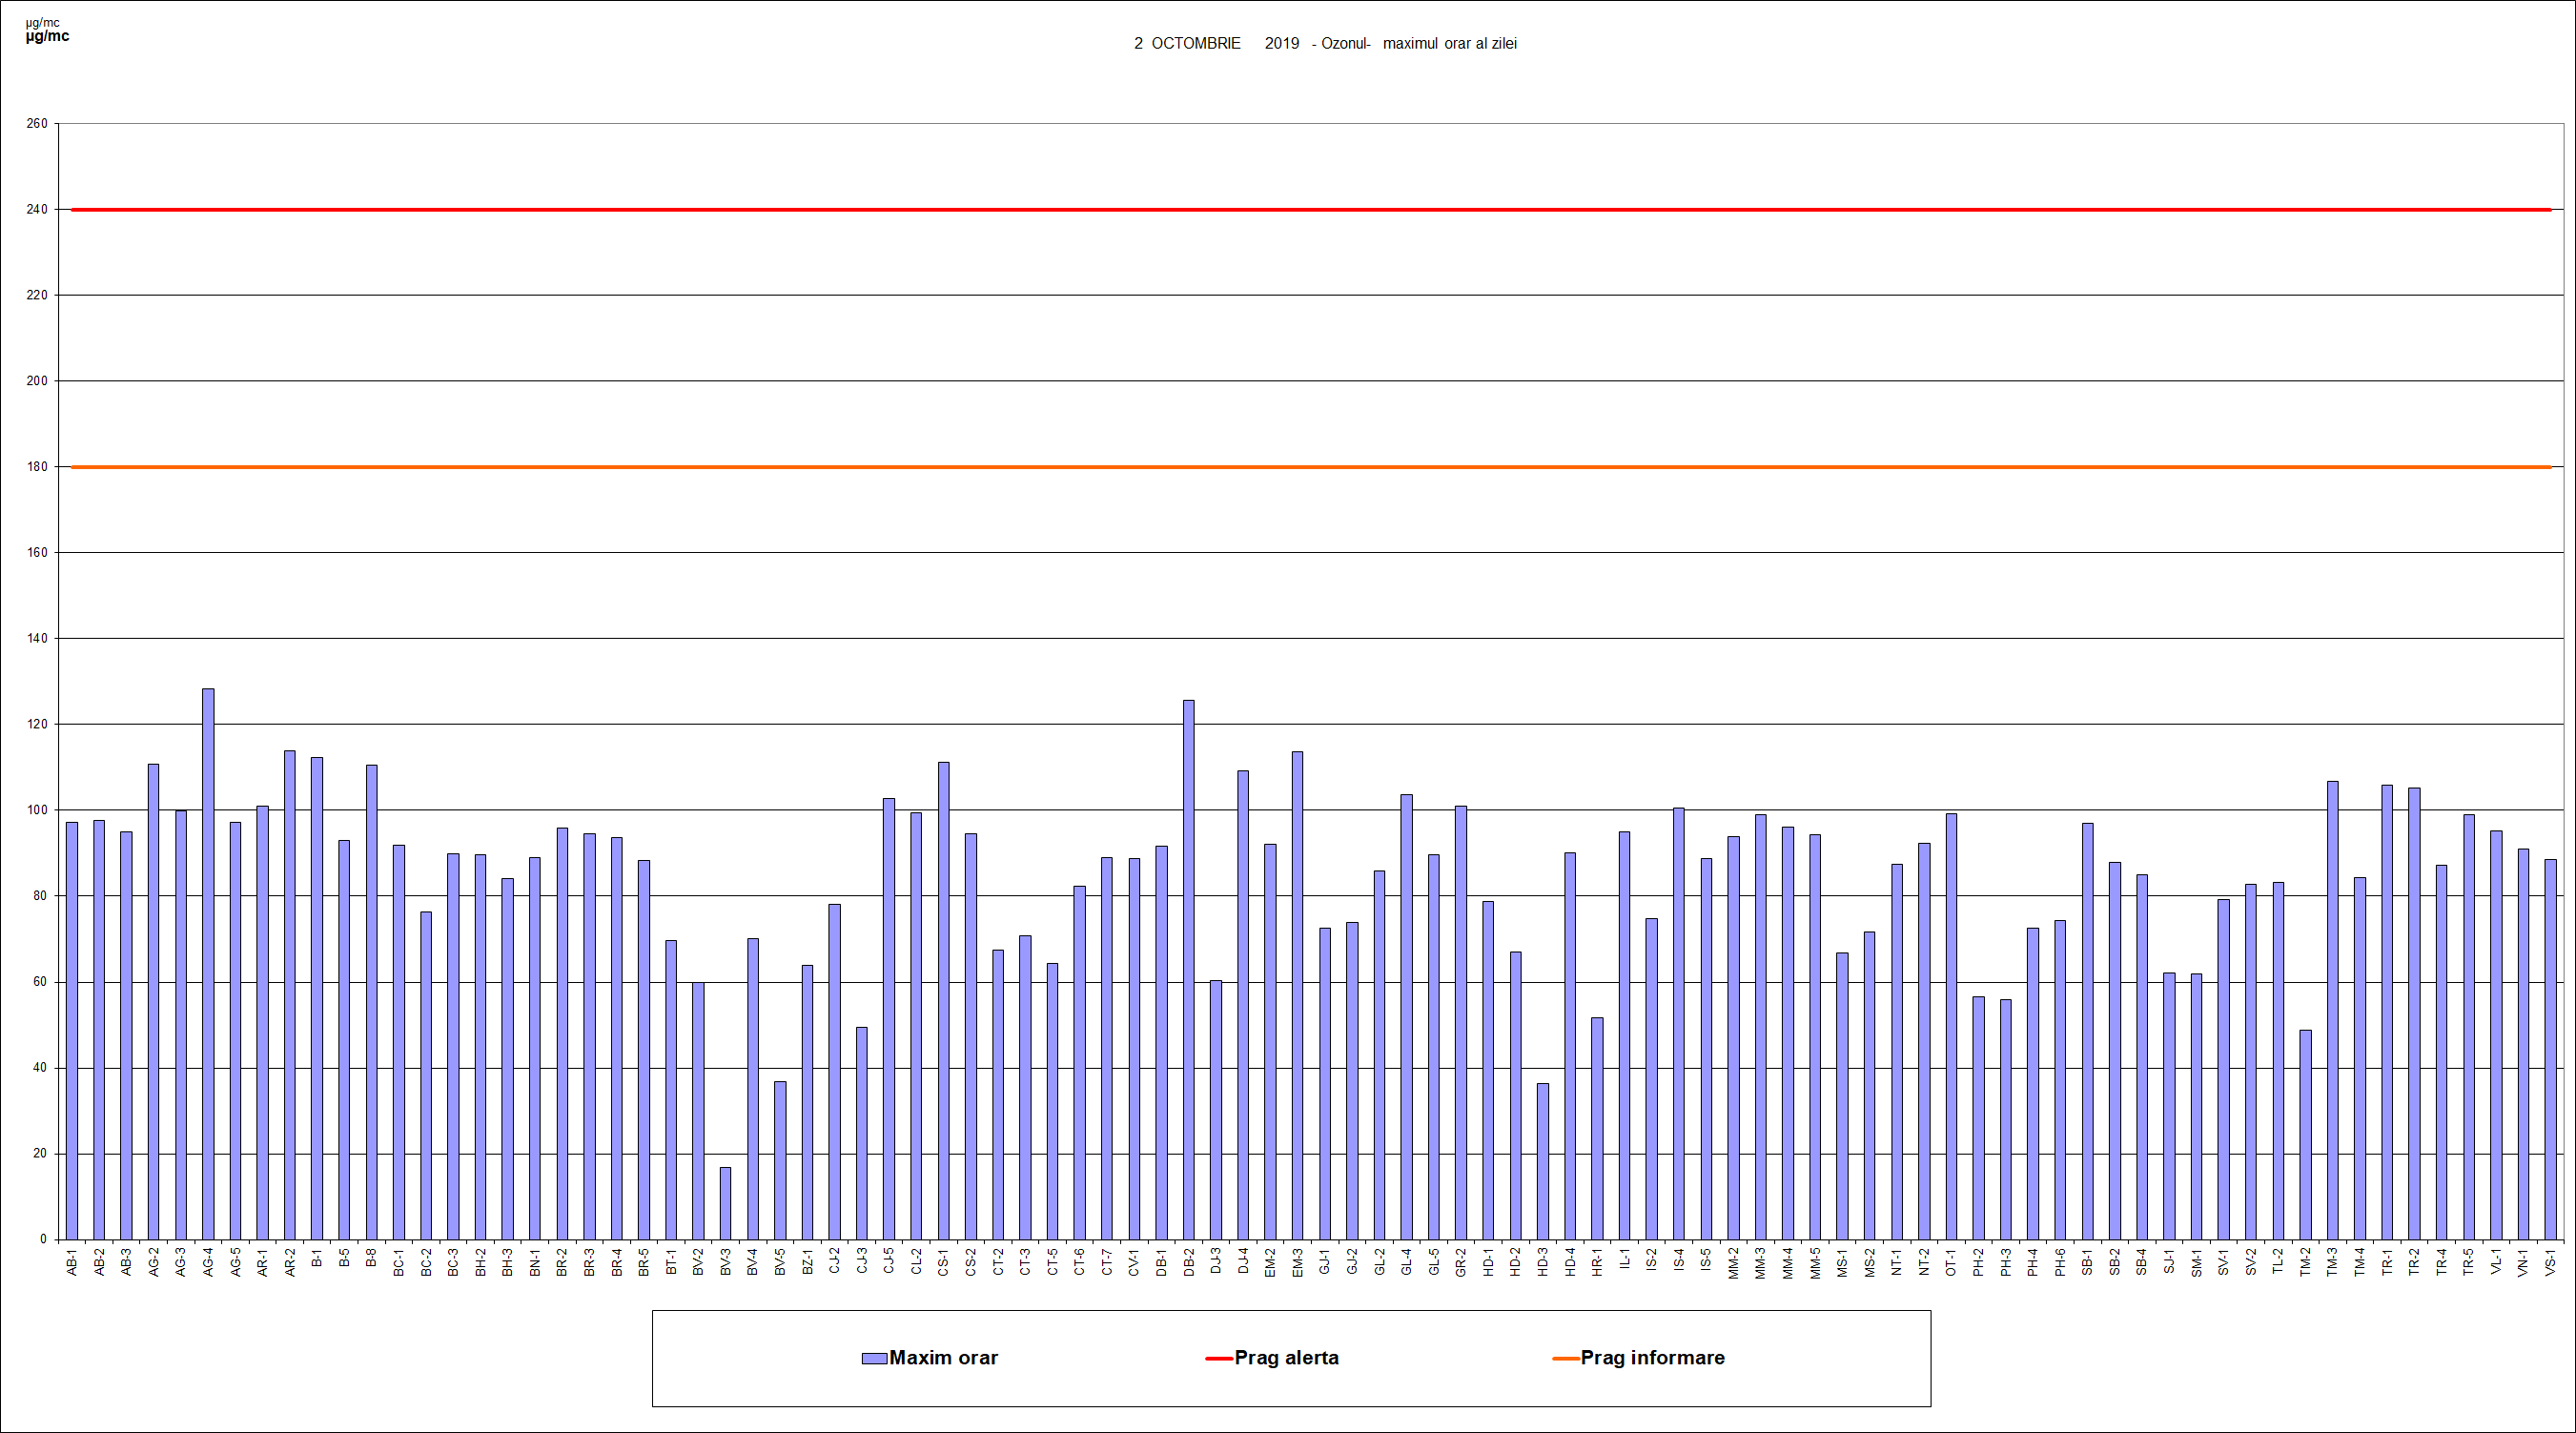 µg/mc
µg/mc
2 OCTOMBRIE 2019 - Ozonul- maximul orar al zilei
260
240
220
200
180
160
140
120
100
80
60
40
20
0
AB-1 AB-2 AB-3 AG-2 AG-3 AG-4 AG-5 AR-1 AR-2 B-1 B-5 B-8 BC-1 BC-2 BC-3 BH-2 BH-3 BN-1 BR-2 BR-3 BR-4 BR-5 BT-1 BV-2 BV-3 BV-4 BV-5 BZ-1 CJ-2 CJ-3 CJ-5 CL-2 CS-1 CS-2 CT-2 CT-3 CT-5 CT-6 CT-7 CV-1 DB-1 DB-2 DJ-3 DJ-4 EM-2 EM-3 GJ-1 GJ-2 GL-2 GL-4 GL-5 GR-2 HD-1 HD-2 HD-3 HD-4 HR-1 IL-1 IS-2 IS-4 IS-5 MM-2 MM-3 MM-4 MM-5 MS-1 MS-2 NT-1 NT-2 OT-1 PH-2 PH-3 PH-4 PH-6 SB-1 SB-2 SB-4 SJ-1 SM-1 SV-1 SV-2 TL-2 TM-2 TM-3 TM-4 TR-1 TR-2 TR-4 TR-5 VL-1 VN-1 VS-1
Maxim orar Prag alerta Prag informare